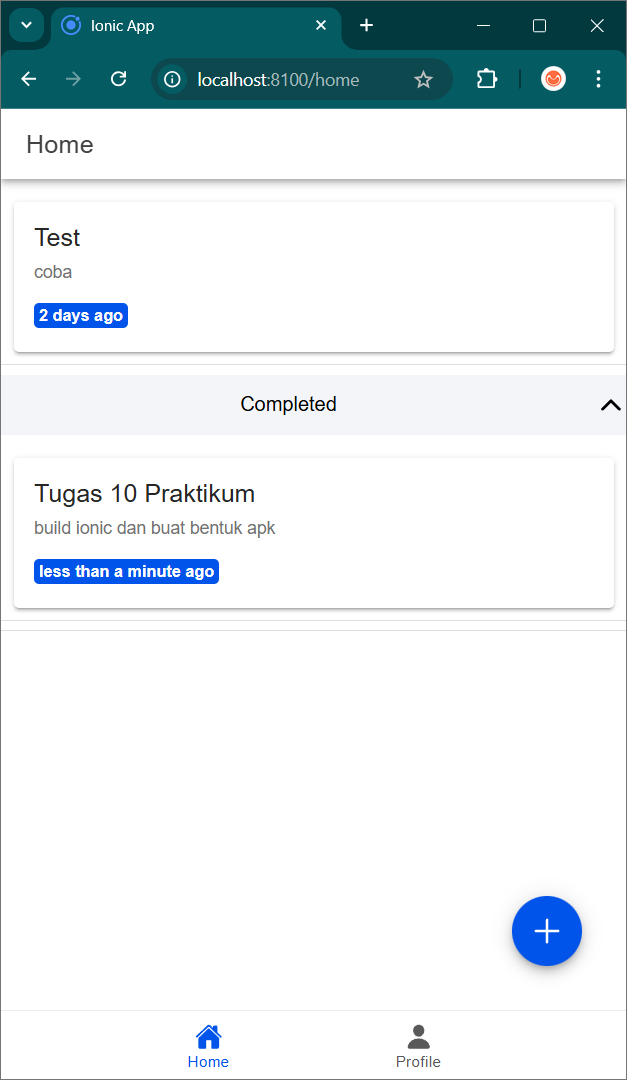 Ionic App
localhost:8100/home
Home
Test
coba
2 days ago
Completed
Tugas 10 Praktikum
build ionic dan buat bentuk apk
less than a minute ago
Home
Profile